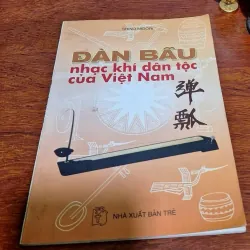 ĐÀN BẦU
nhạc khí dân tộc
của Việt Nam
彈
瓢
NHÀ XUẤT BẢN TRẺ